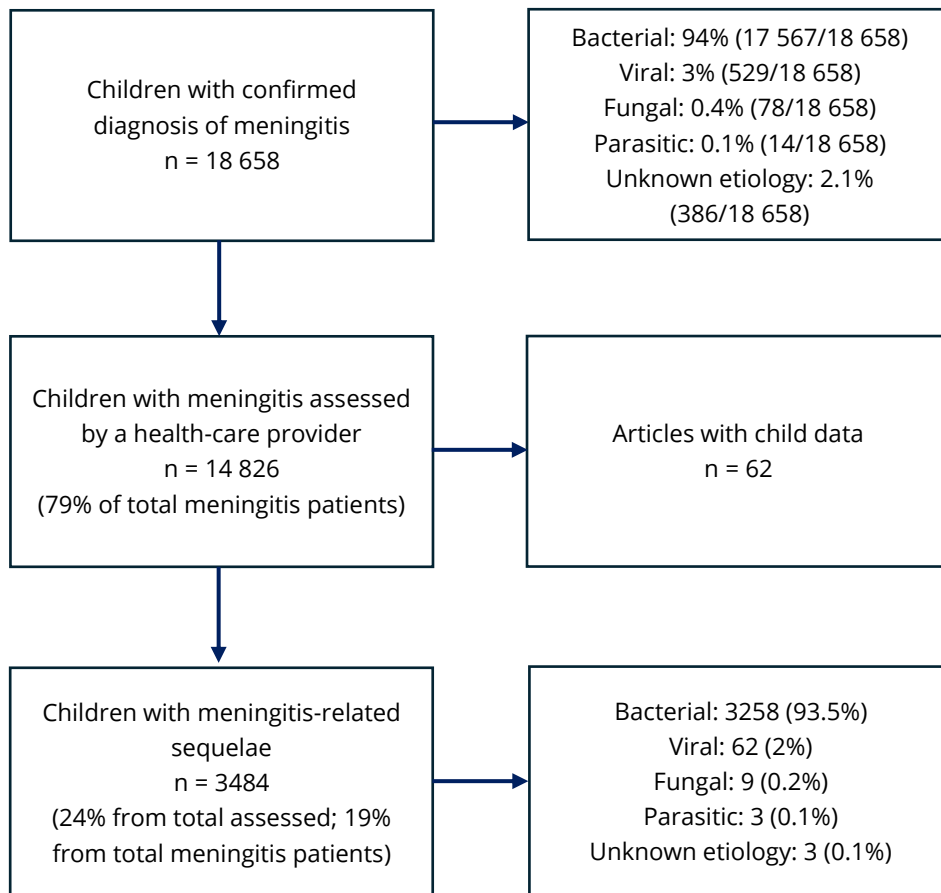 Children with confirmed
diagnosis of meningitis
n = 18 658
Bacterial: 94% (17 567/18 658)
Viral: 3% (529/18 658)
Fungal: 0.4% (78/18 658)
Parasitic: 0.1% (14/18 658)
Unknown etiology: 2.1%
(386/18 658)
Children with meningitis assessed
by a health-care provider
n = 14 826
(79% of total meningitis patients)
Articles with child data
n = 62
Children with meningitis-related
sequelae
n = 3484
(24% from total assessed; 19%
from total meningitis patients)
Bacterial: 3258 (93.5%)
Viral: 62 (2%)
Fungal: 9 (0.2%)
Parasitic: 3 (0.1%)
Unknown etiology: 3 (0.1%)